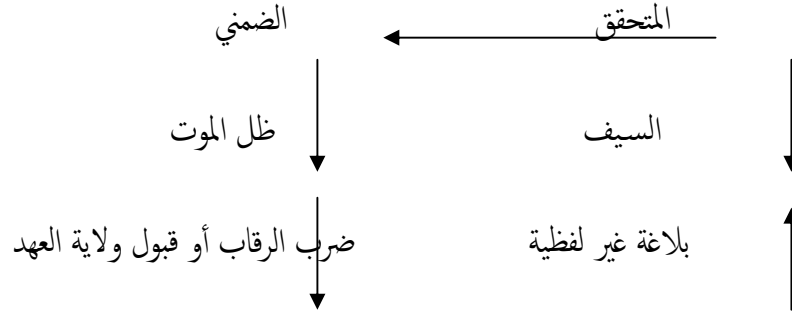 المتحقق الضمني
السيف ظل الموت
بلاغة غير لفظية ضرب الرقاب أو قبول ولاية العهد